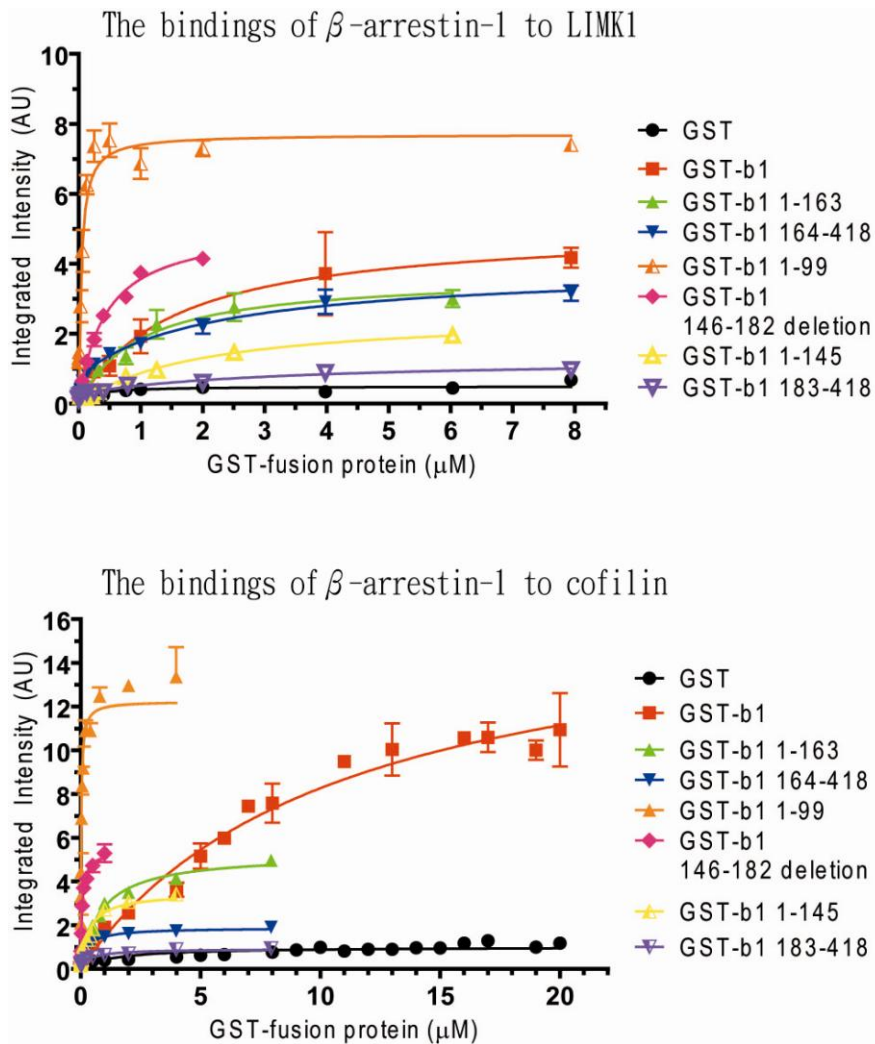 The bindings of β-arrestin-1 to LIMK1
Integrated Intensity (AU)
10
8
6
4
2
0
0 1 2 3 4 5 6 7 8
GST-fusion protein (μM)
GST
GST-b1
GST-b1 1-163
GST-b1 164-418
GST-b1 1-99
GST-b1
146-182 deletion
GST-b1 1-145
GST-b1 183-418
The bindings of β-arrestin-1 to cofilin
Integrated Intensity (AU)
16
14
12
10
8
6
4
2
0
0 5 10 15 20
GST-fusion protein (μM)
GST
GST-b1
GST-b1 1-163
GST-b1 164-418
GST-b1 1-99
GST-b1
146-182 deletion
GST-b1 1-145
GST-b1 183-418